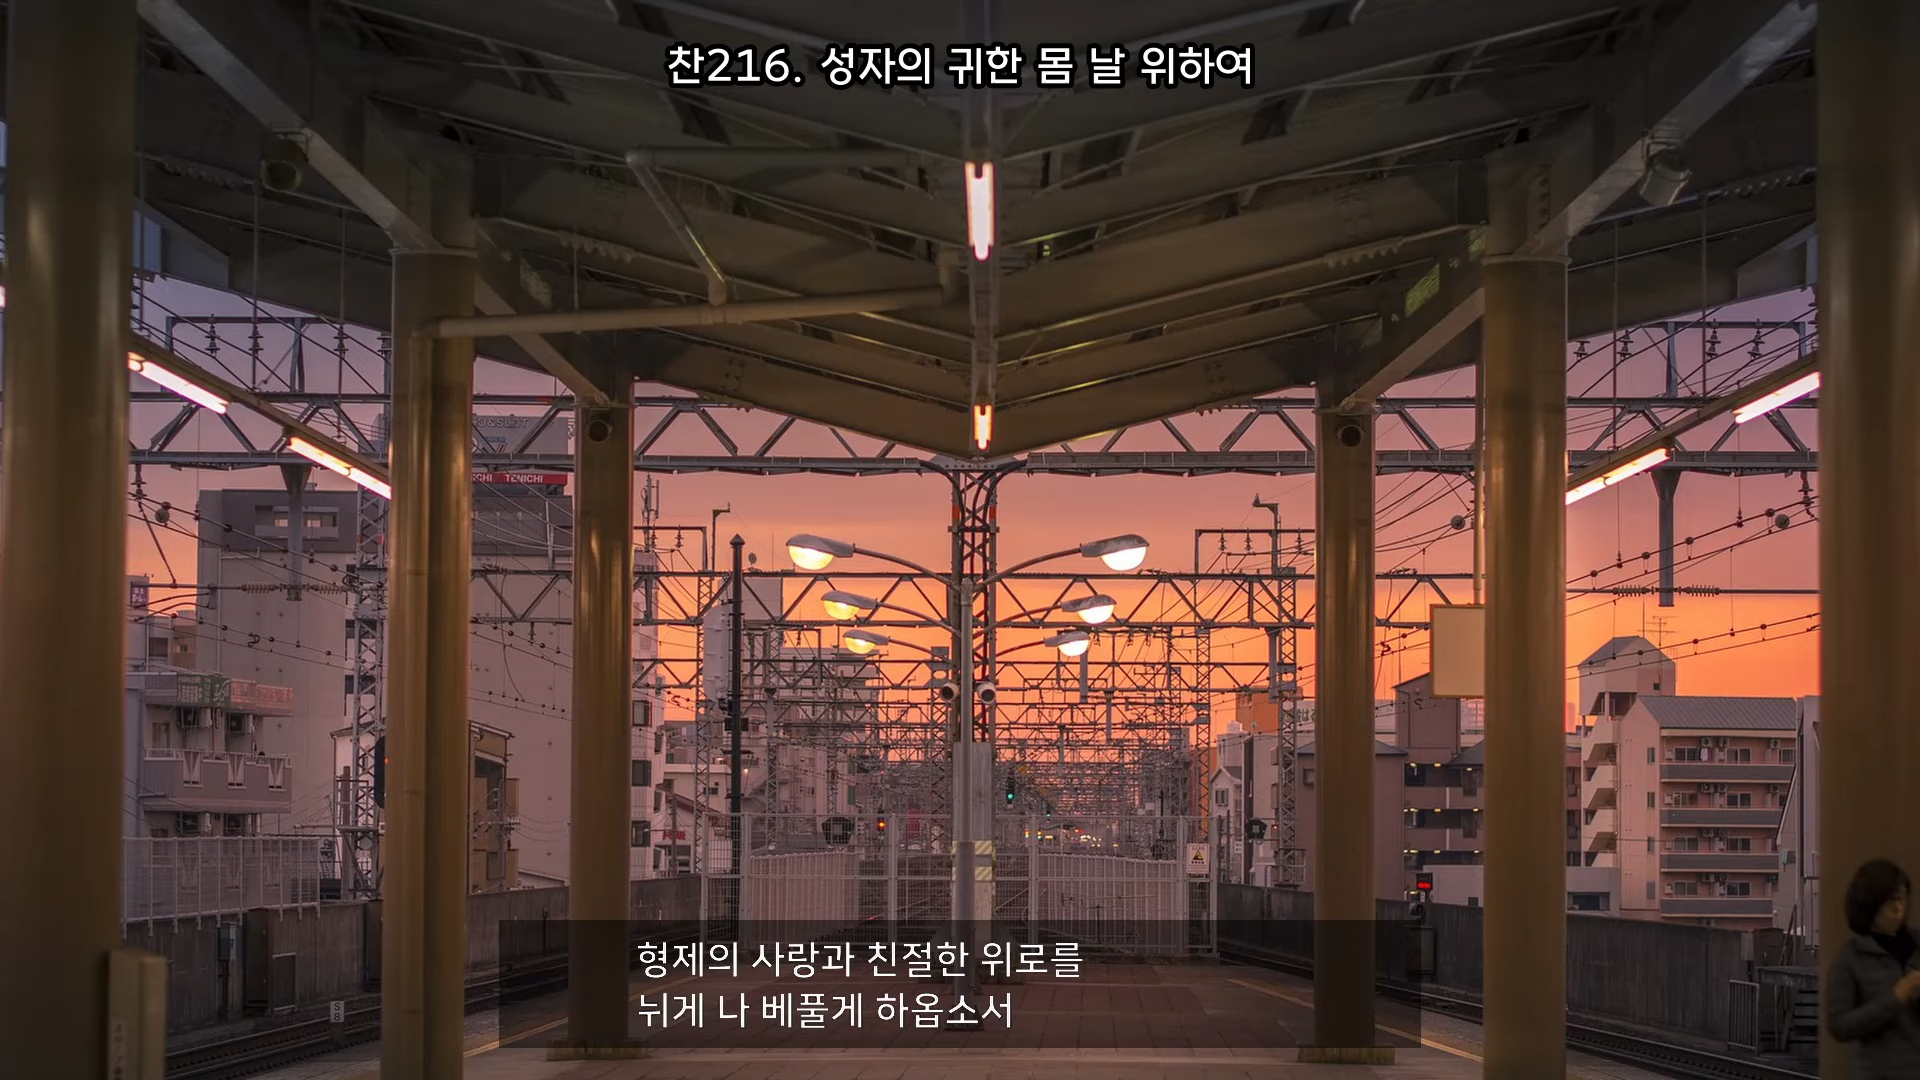 찬216. 성자의 귀한 몸 날 위하여
형제의 사랑과 친절한 위로를
뉘게 나 베풀게 하옵소서